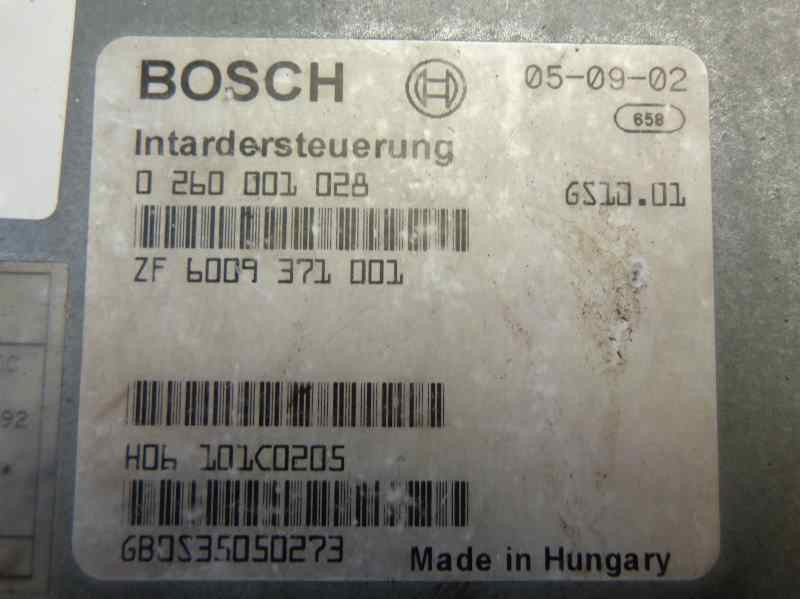 BOSCH
05-09-02
658
Intardersteuerung
0 260 001 028
GS10.01
ZF 6009 371 001
H06 101C0205
GB0S35050273
Made in Hungary
92